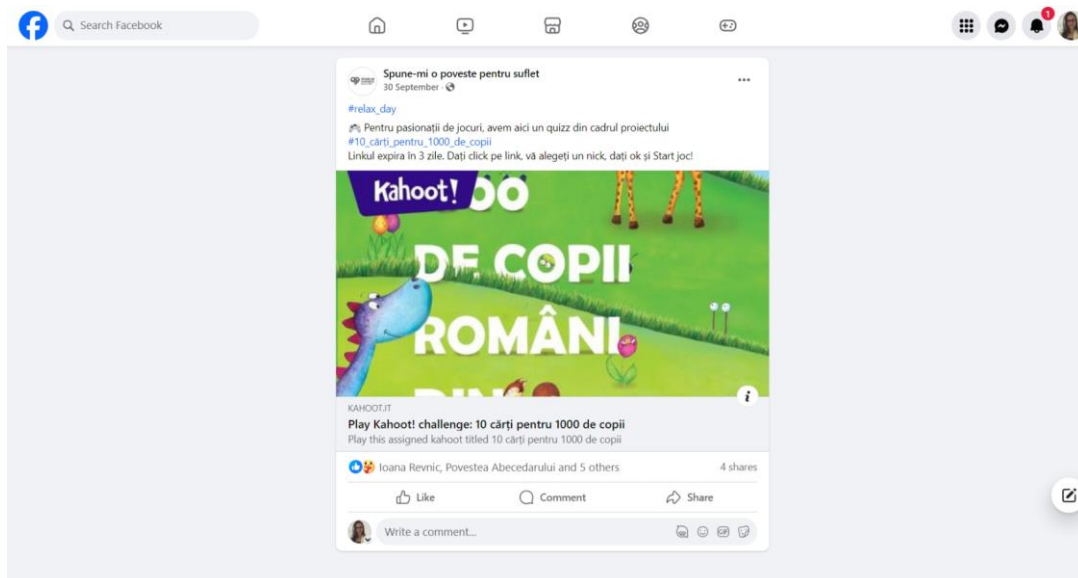 Search Facebook
1
Spune-mi o poveste pentru suflet
30 September
#relax_day
Pentru pasionații de jocuri, avem aici un quizz din cadrul proiectului
#10_cărți_pentru_1000_de_copii
Linkul expira în 3 zile. Dați click pe link, vă alegeți un nick, dați ok și Start joc!
Kahoot!
DE COPII
ROMÂNI
KAHOOT.IT
Play Kahoot! challenge: 10 cărți pentru 1000 de copii
Play this assigned kahoot titled 10 cărți pentru 1000 de copii
Ioana Revnic, Povestea Abecedarului and 5 others
4 shares
Like
Comment
Share
Write a comment...
GIF